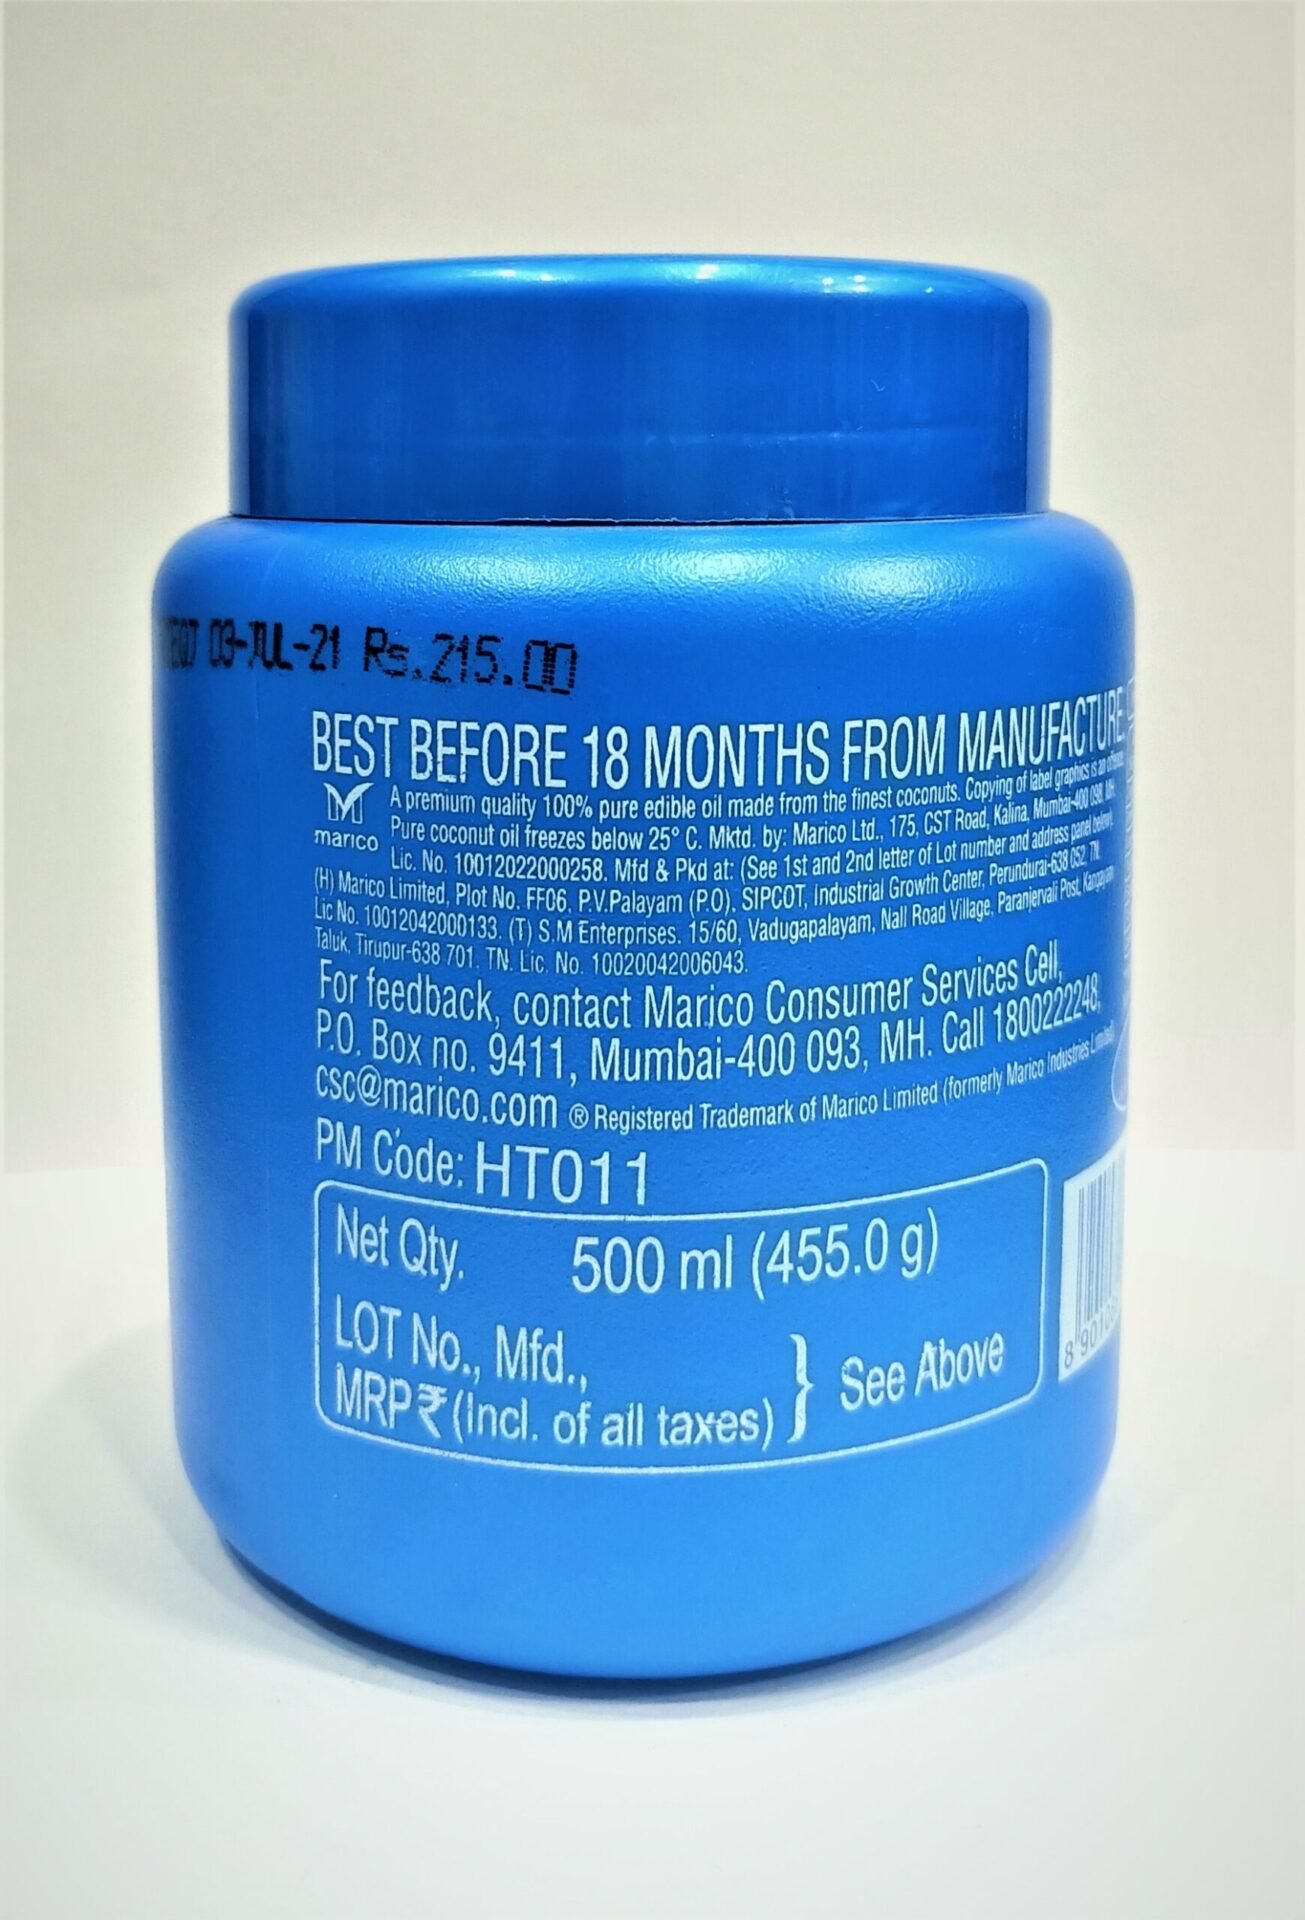 03-JUL-21 Rs.215.00
BEST BEFORE 18 MONTHS FROM MANUFACTURE.
marico
A premium quality 100% pure edible oil made from the finest coconuts. Copying of label graphics is an offence.
Pure coconut oil freezes below 25° C. Mktd. by: Marico Ltd., 175, CST Road, Kalina, Mumbai-400 098, MH.
Lic. No. 10012022000258. Mfd & Pkd at: (See 1st and 2nd letter of Lot number and address panel below).
(H) Marico Limited, Plot No. FF06, P.V.Palayam (P.O), SIPCOT, Industrial Growth Center, Perundurai-638 052, TN.
Lic No. 10012042000133. (T) S.M Enterprises. 15/60, Vadugapalayam, Nall Road Village, Paranjervali Post, Kangayam
Taluk, Tirupur-638 701. TN. Lic. No. 10020042006043.
For feedback, contact Marico Consumer Services Cell,
P.O. Box no. 9411, Mumbai-400 093, MH. Call 1800222248,
csc@marico.com ® Registered Trademark of Marico Limited (formerly Marico Industries Limited)
PM Code: HT011
Net Qty. 500 ml (455.0 g)
LOT No., Mfd.,
MRP ₹ (Incl. of all taxes) } See Above